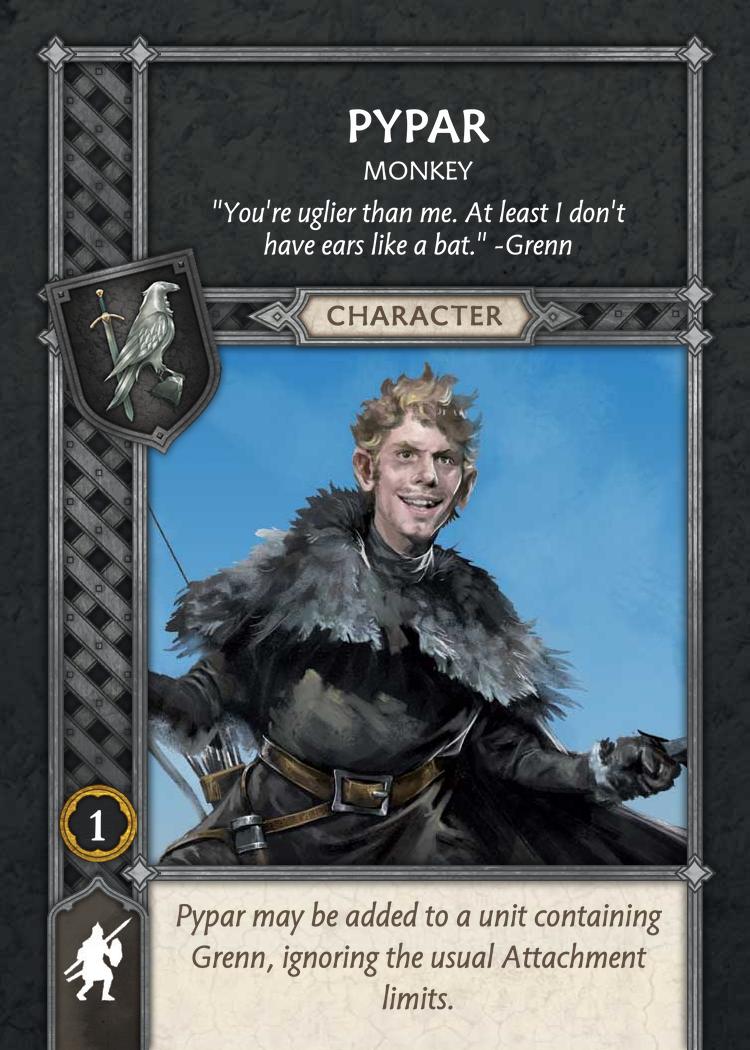 PYPAR
MONKEY
"You're uglier than me. At least I don't
have ears like a bat." -Grenn
CHARACTER
1
Pypar may be added to a unit containing
Grenn, ignoring the usual Attachment
limits.